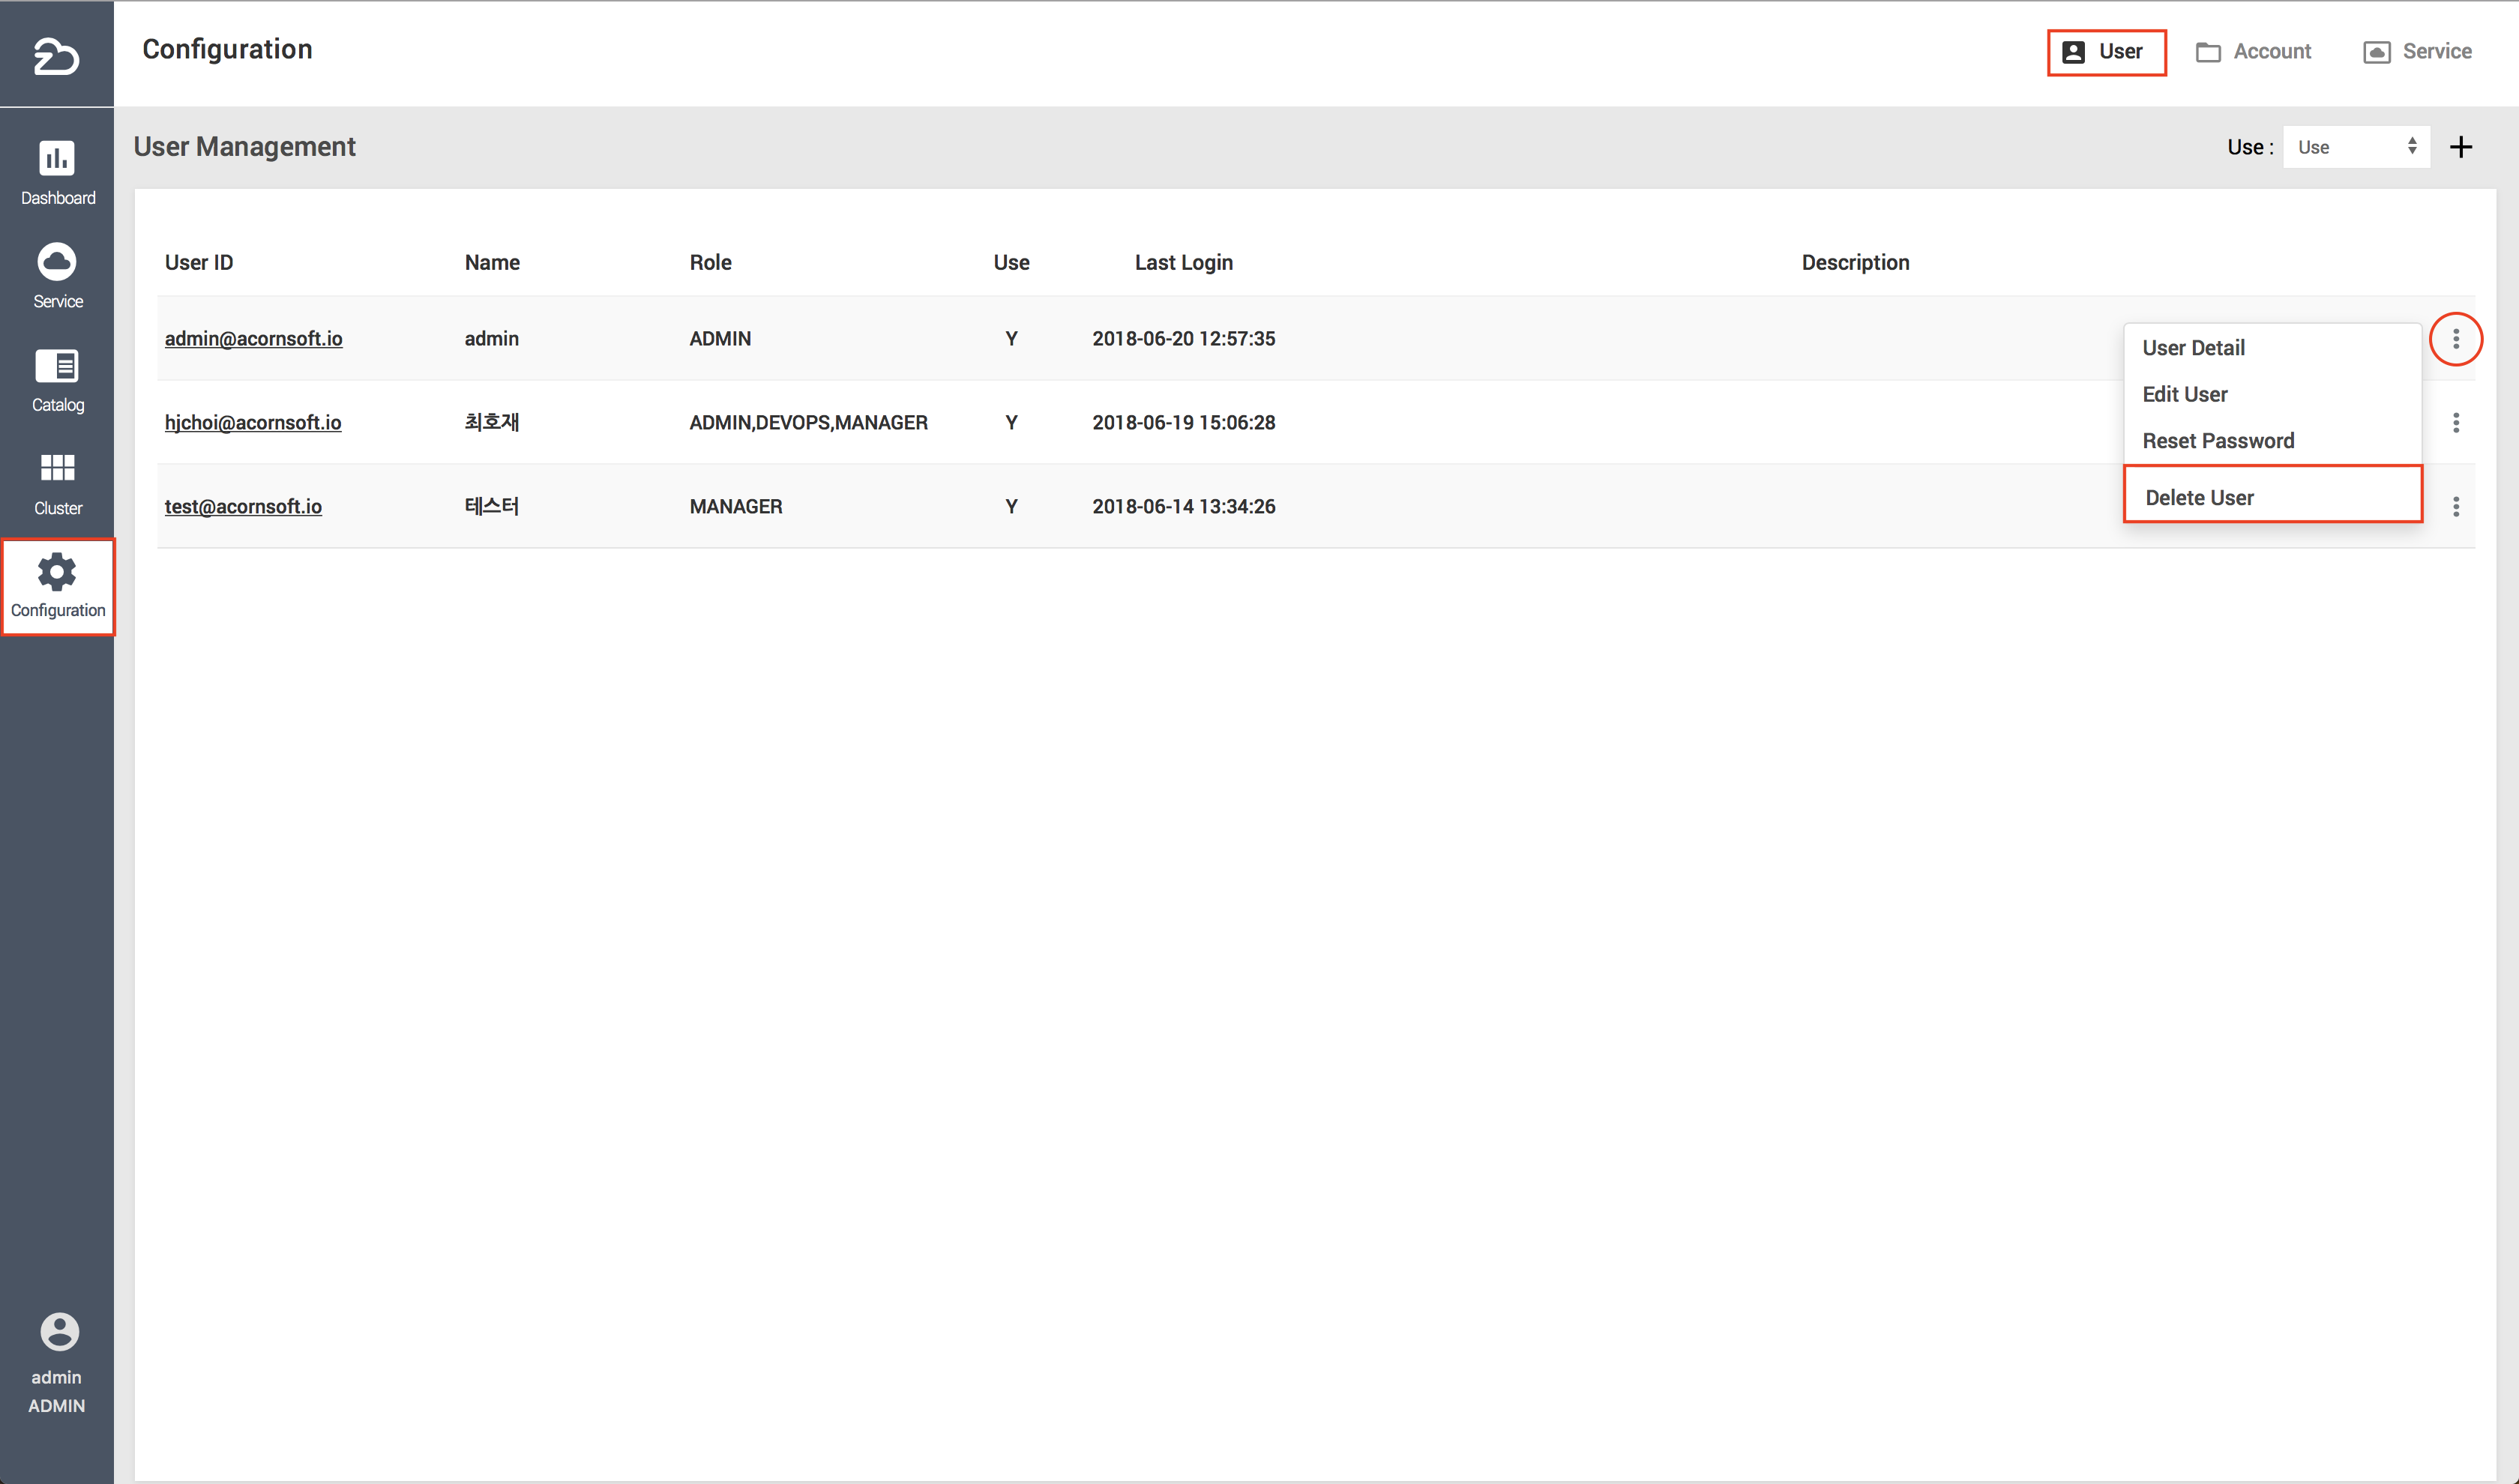 Configuration
User
Account
Service
Dashboard
Service
Catalog
Cluster
Configuration
admin
ADMIN
User Management
Use :
Use
User ID Name Role Use Last Login Description
admin@acornsoft.io admin ADMIN Y 2018-06-20 12:57:35
hjchoi@acornsoft.io 최호재 ADMIN,DEVOPS,MANAGER Y 2018-06-19 15:06:28
test@acornsoft.io 테스터 MANAGER Y 2018-06-14 13:34:26
User Detail
Edit User
Reset Password
Delete User